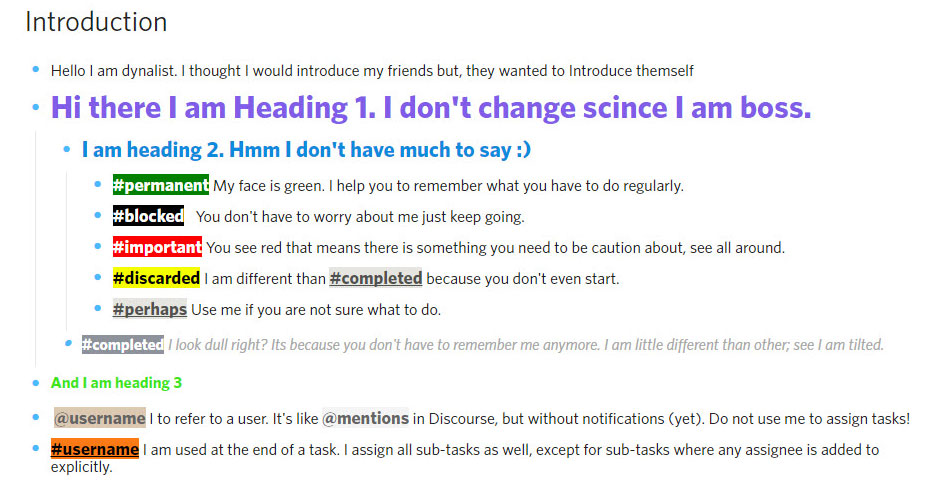 Introduction
Hello I am dynalist. I thought I would introduce my friends but, they wanted to Introduce themself
Hi there I am Heading 1. I don't change scince I am boss.
I am heading 2. Hmm I don't have much to say :)
#permanent My face is green. I help you to remember what you have to do regularly.
#blocked You don't have to worry about me just keep going.
#important You see red that means there is something you need to be caution about, see all around.
#discarded I am different than #completed because you don't even start.
#perhaps Use me if you are not sure what to do.
#completed I look dull right? Its because you don't have to remember me anymore. I am little different than other; see I am tilted.
And I am heading 3
@username I to refer to a user. It's like @mentions in Discourse, but without notifications (yet). Do not use me to assign tasks!
#username I am used at the end of a task. I assign all sub-tasks as well, except for sub-tasks where any assignee is added to
explicitly.